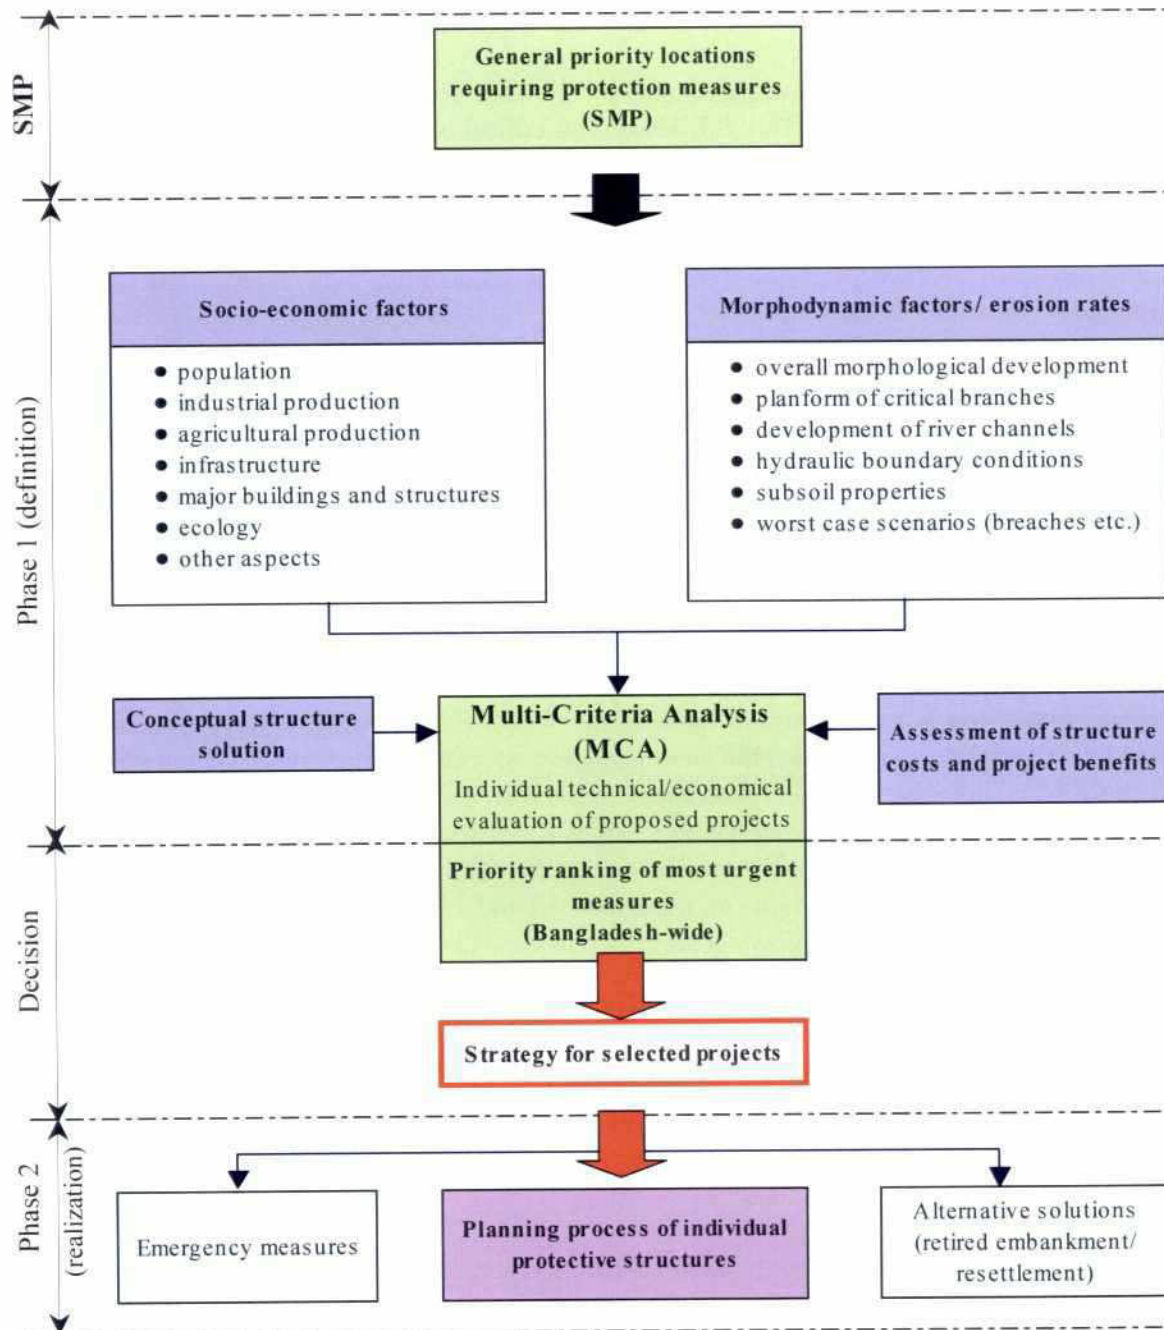 SMP
General priority locations
requiring protection measures
(SMP)
Phase 1 (definition)
Socio-economic factors
• population
• industrial production
• agricultural production
• infrastructure
• major buildings and structures
• ecology
• other aspects
Morphodynamic factors/ erosion rates
• overall morphological development
• planform of critical branches
• development of river channels
• hydraulic boundary conditions
• subsoil properties
• worst case scenarios (breaches etc.)
Conceptual structure
solution
Multi-Criteria Analysis
(MCA)
Individual technical/economical
evaluation of proposed projects
Assessment of structure
costs and project benefits
Decision
Priority ranking of most urgent
measures
(Bangladesh-wide)
Strategy for selected projects
Phase 2
(realization)
Emergency measures
Planning process of individual
protective structures
Alternative solutions
(retired embankment/
resettlement)